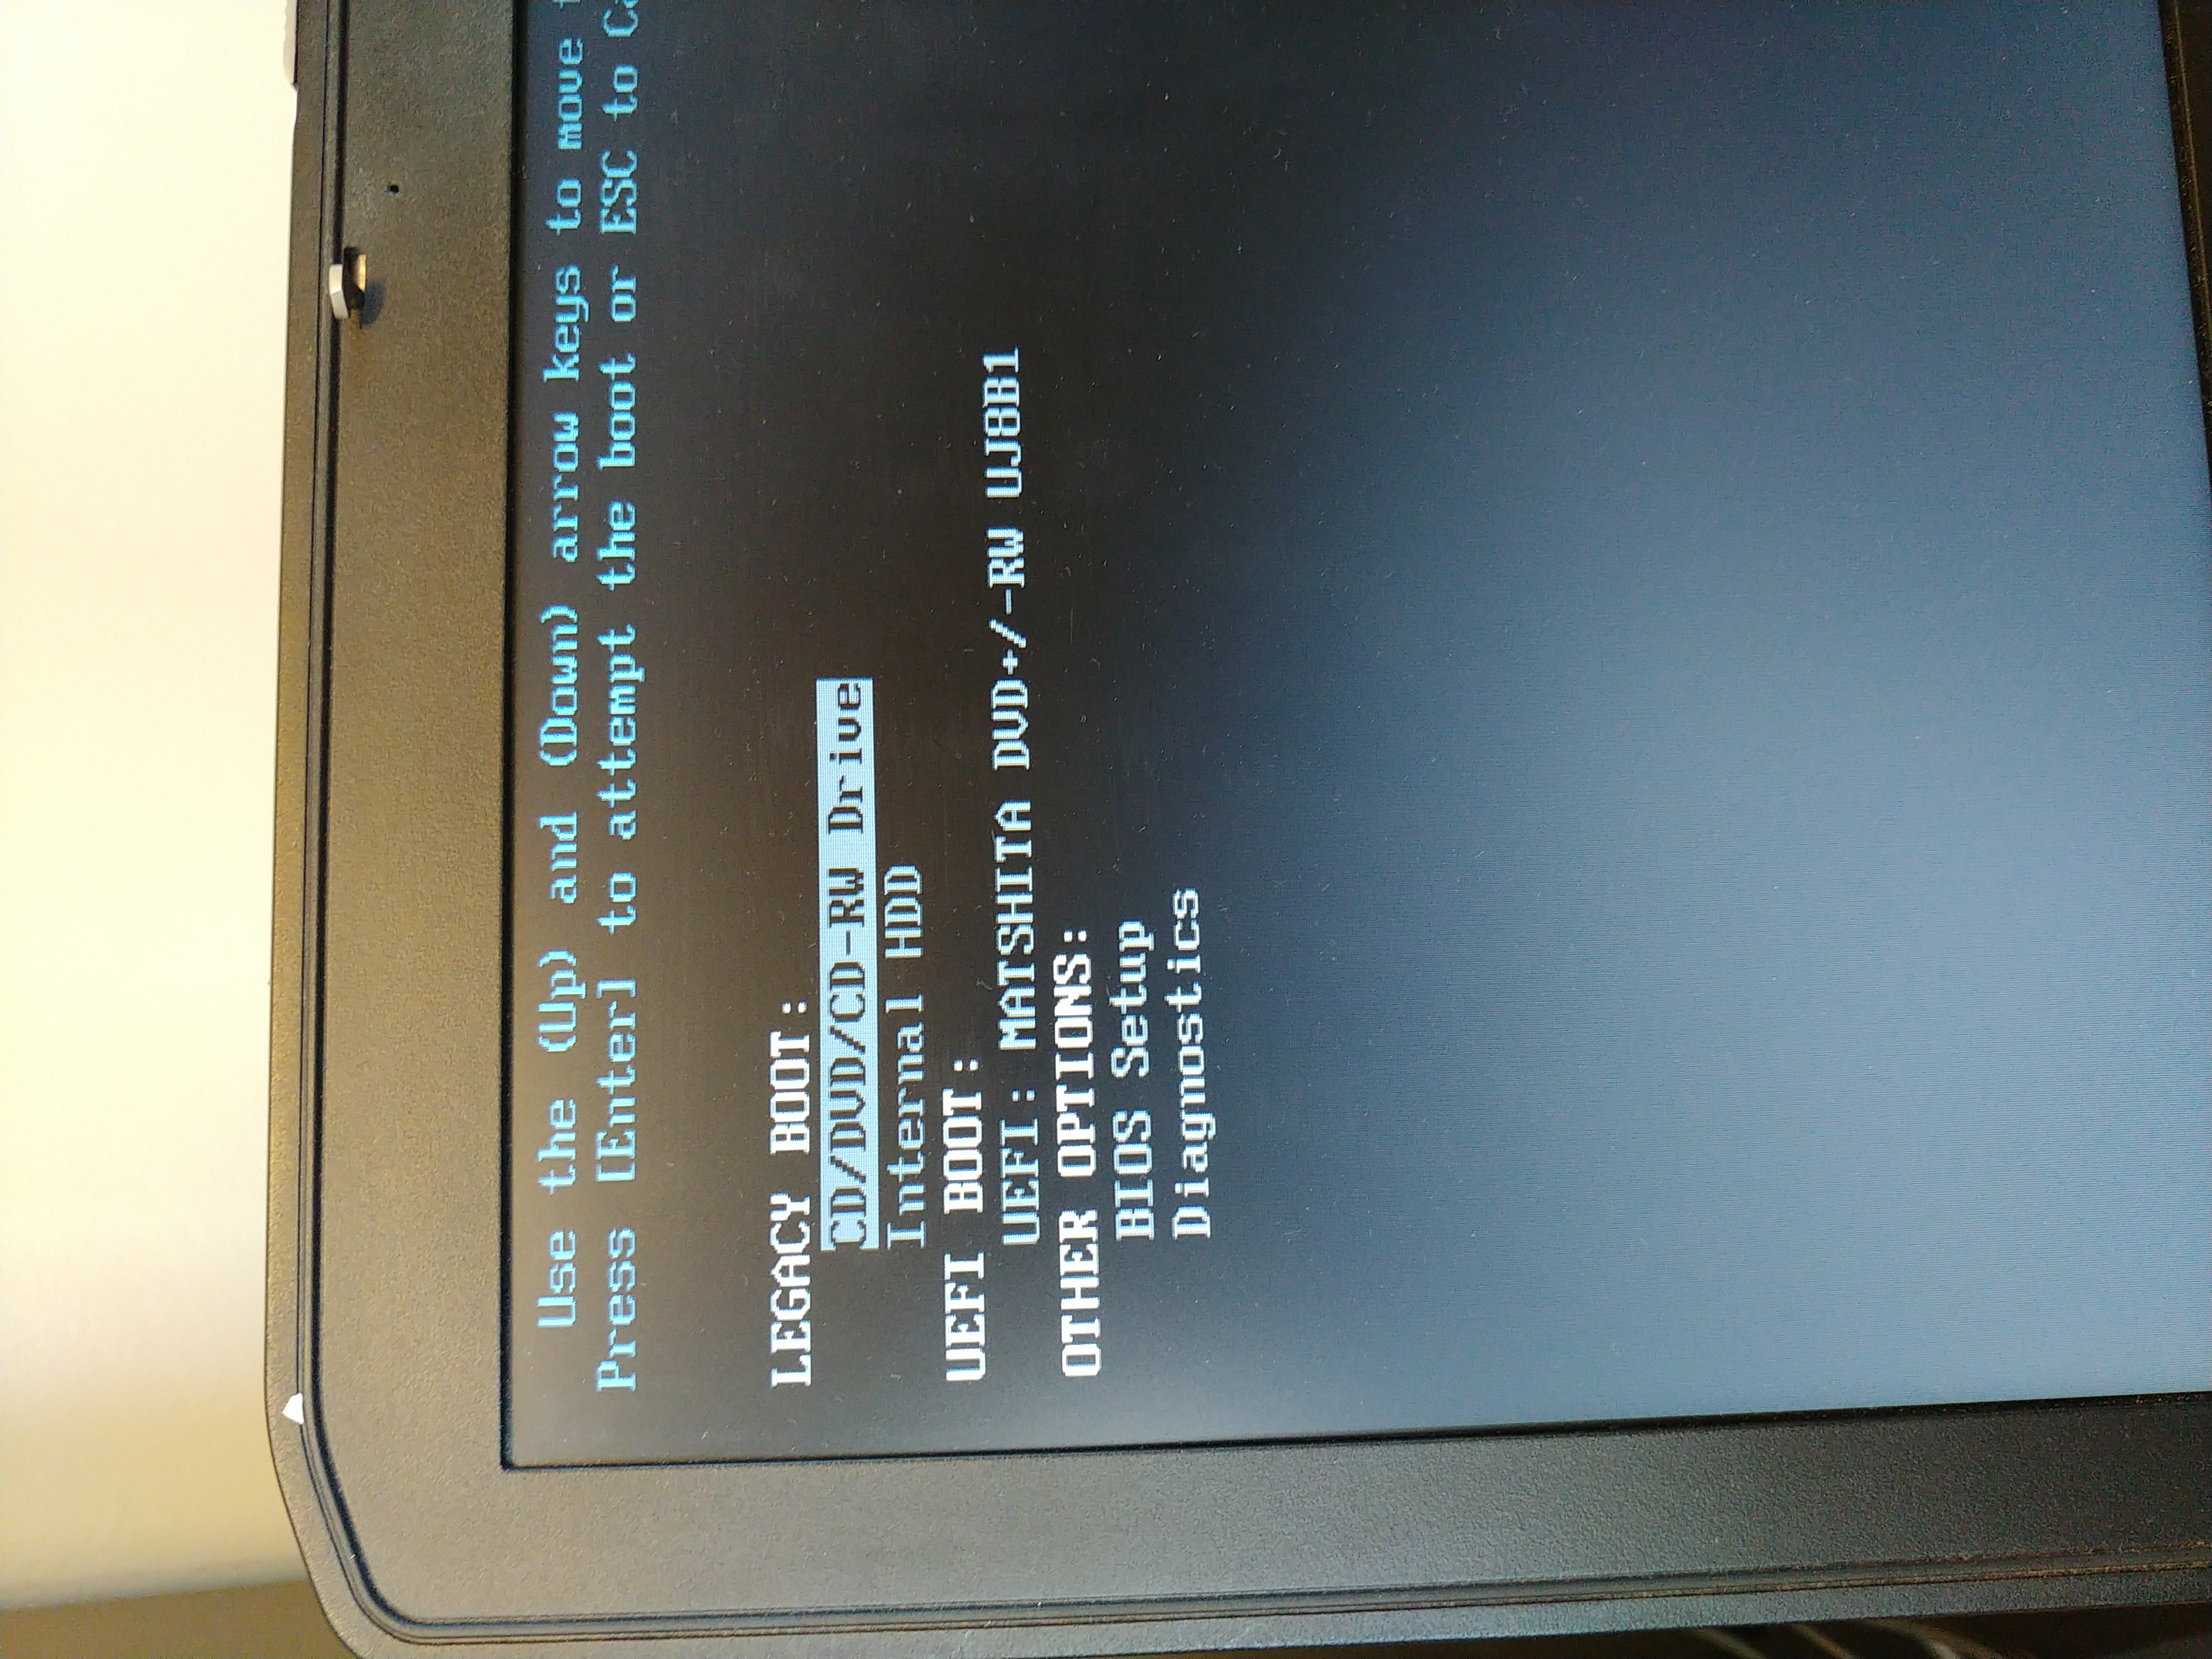 Use the (Up) and (Down) arrow keys to move
Press [Enter] to attempt the boot or ESC to
LEGACY BOOT:
CD/DVD/CD-RW Drive
Internal HDD
UEFI BOOT:
UEFI: MATSHITA DVD+/-RW UJ8B1
OTHER OPTIONS:
BIOS Setup
Diagnostics